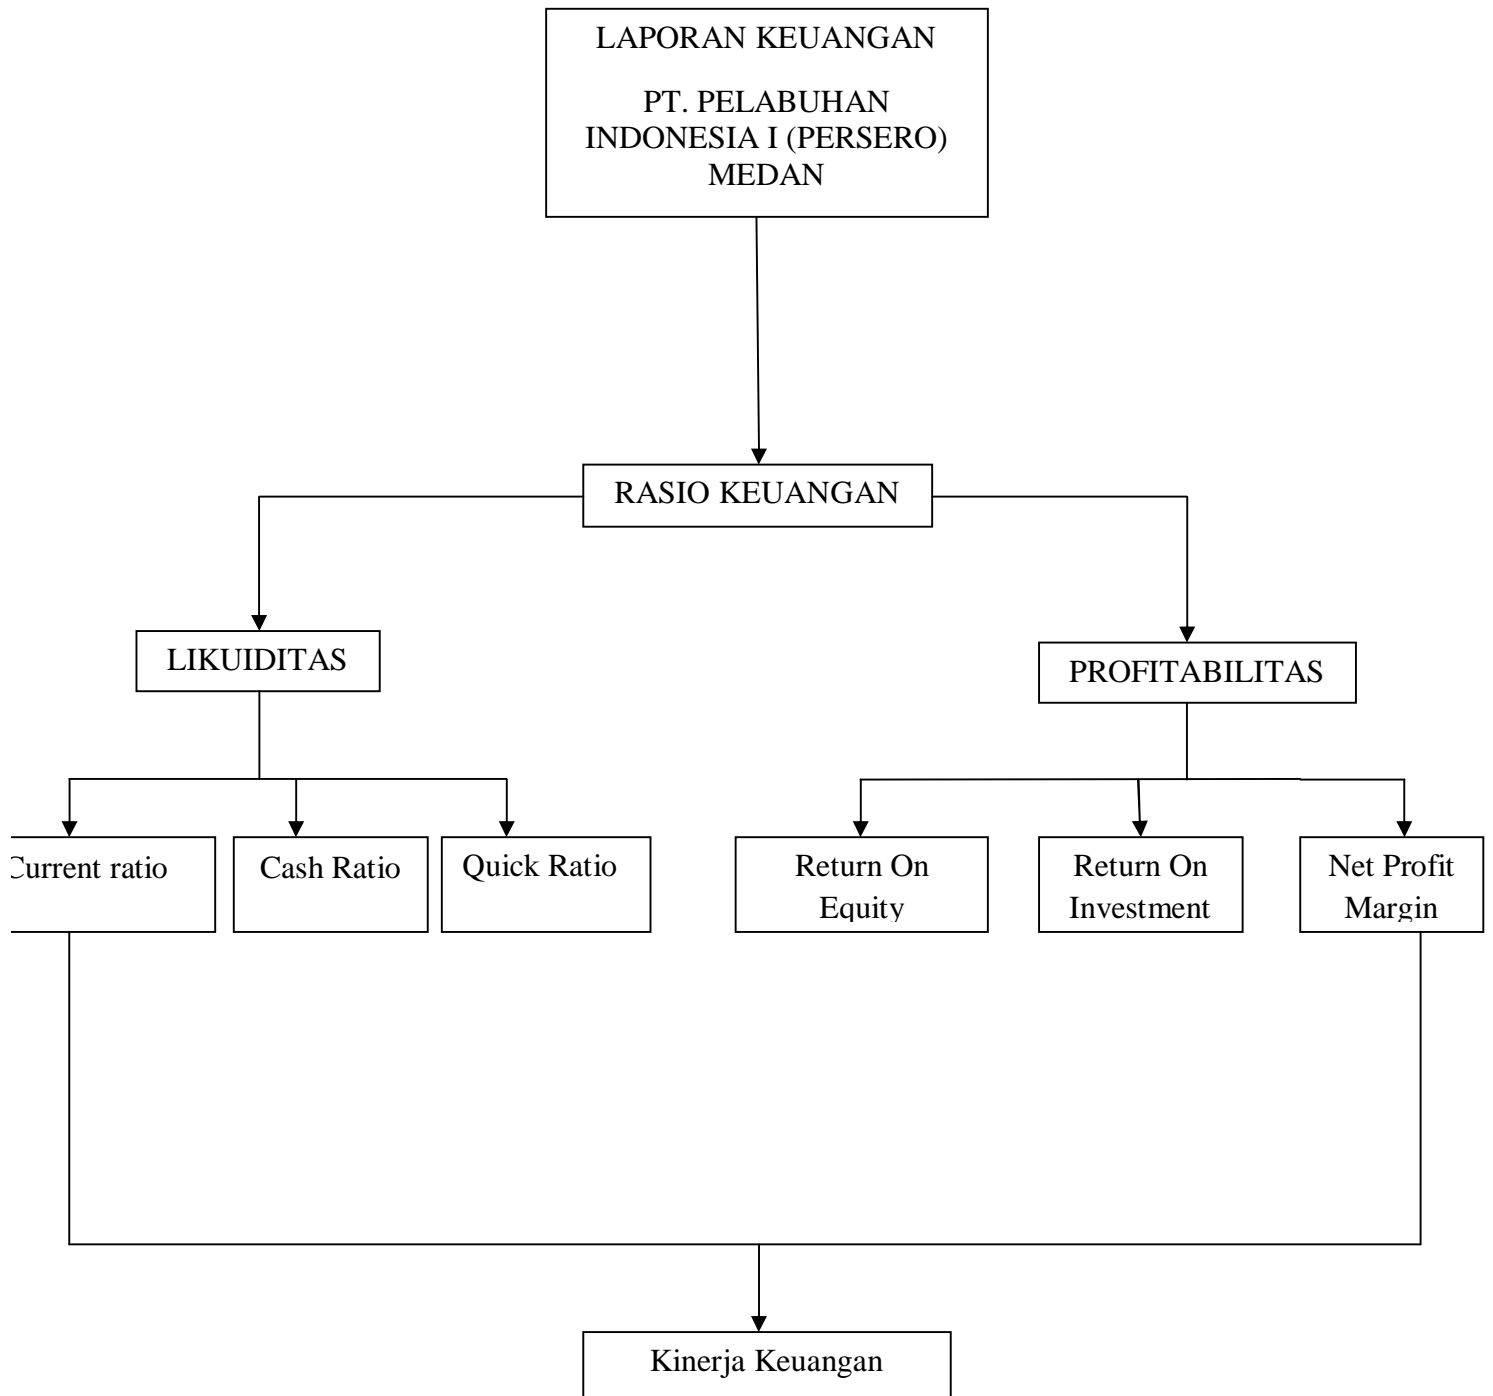 LAPORAN KEUANGAN
PT. PELABUHAN
INDONESIA I (PERSERO)
MEDAN
RASIO KEUANGAN
LIKUIDITAS
PROFITABILITAS
Current ratio
Cash Ratio
Quick Ratio
Return On
Equity
Return On
Investment
Net Profit
Margin
Kinerja Keuangan